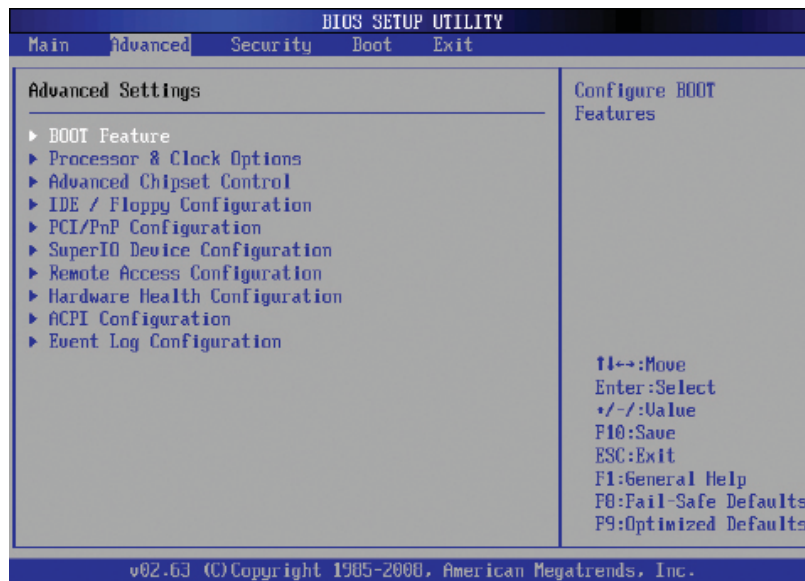 BIOS SETUP UTILITY
Main Advanced Security Boot Exit
Advanced Settings
▶ BOOT Feature
▶ Processor & Clock Options
▶ Advanced Chipset Control
▶ IDE / Floppy Configuration
▶ PCI/PnP Configuration
▶ SuperIO Device Configuration
▶ Remote Access Configuration
▶ Hardware Health Configuration
▶ ACPI Configuration
▶ Event Log Configuration
Configure BOOT
Features
↑↓←→:Move
Enter:Select
+/-/:Value
F10:Save
ESC:Exit
F1:General Help
F8:Fail-Safe Defaults
F9:Optimized Defaults
v02.63 (C)Copyright 1985-2008, American Megatrends, Inc.